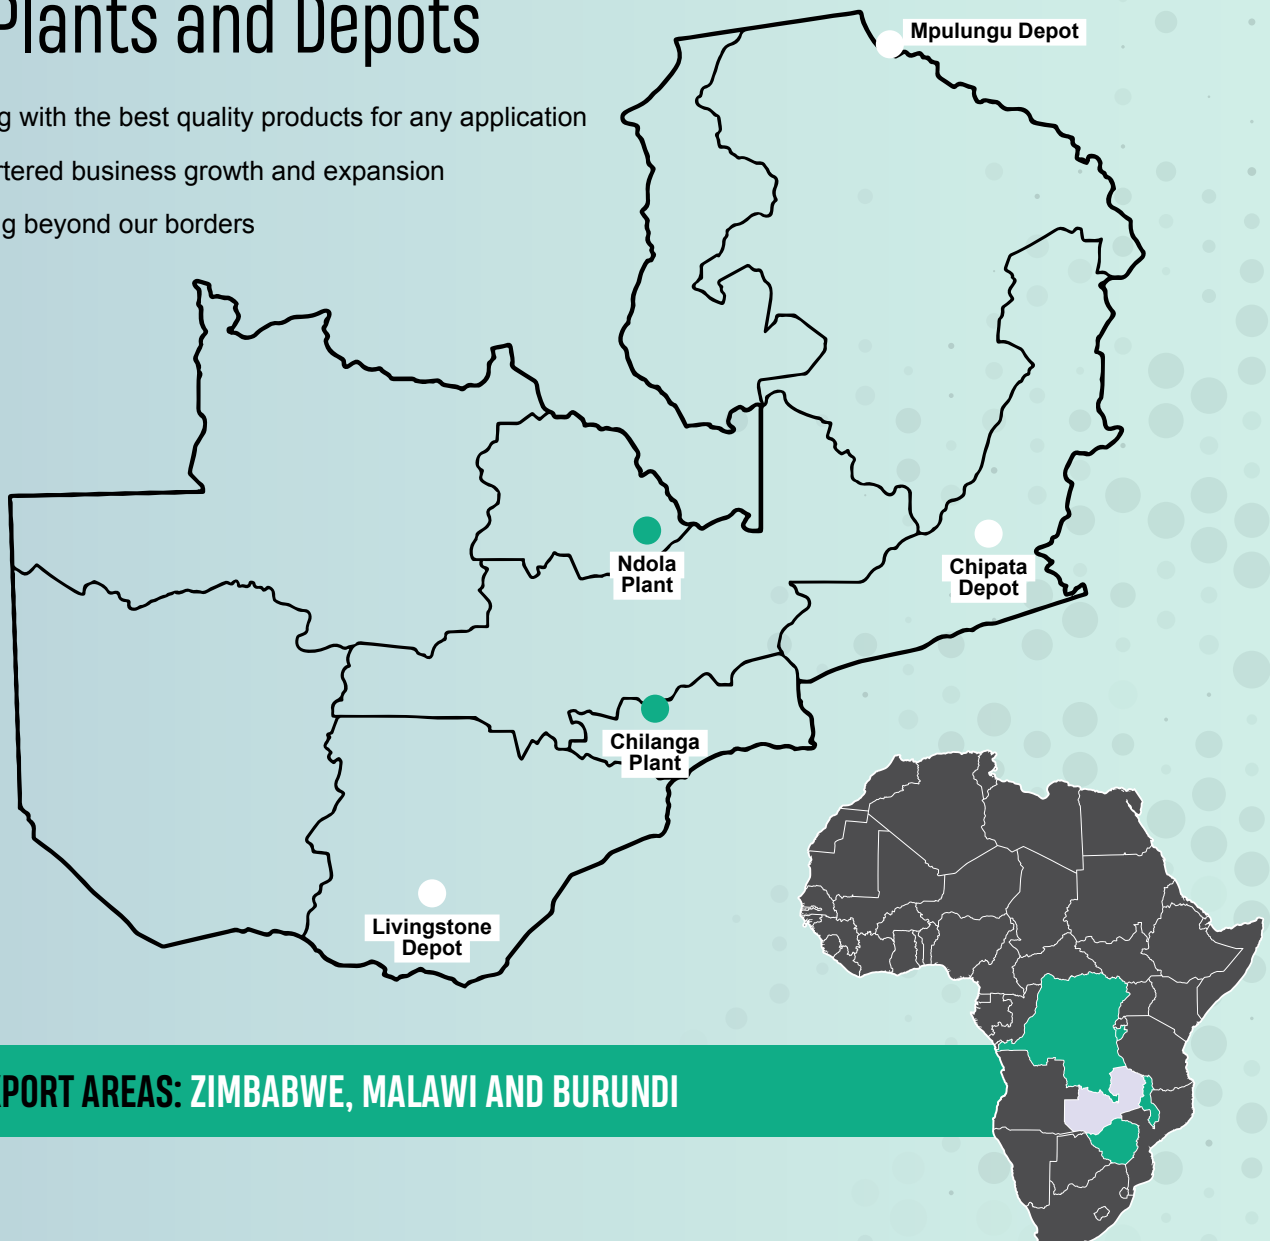 Plants and Depots
Mpulungu Depot
g with the best quality products for any application
rtered business growth and expansion
g beyond our borders
Ndola
Plant
Chipata
Depot
Chilanga
Plant
Livingstone
Depot
XPORT AREAS: ZIMBABWE, MALAWI AND BURUNDI